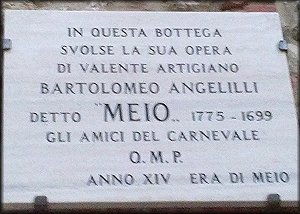 IN QUESTA BOTTEGA
SVOLSE LA SUA OPERA
DI VALENTE ARTIGIANO
BARTOLOMEO ANGELILLI
DETTO "MEIO„ 1775-1699
GLI AMICI DEL CARNEVALE
Q.M.P.
ANNO XIV ERA DI MEIO